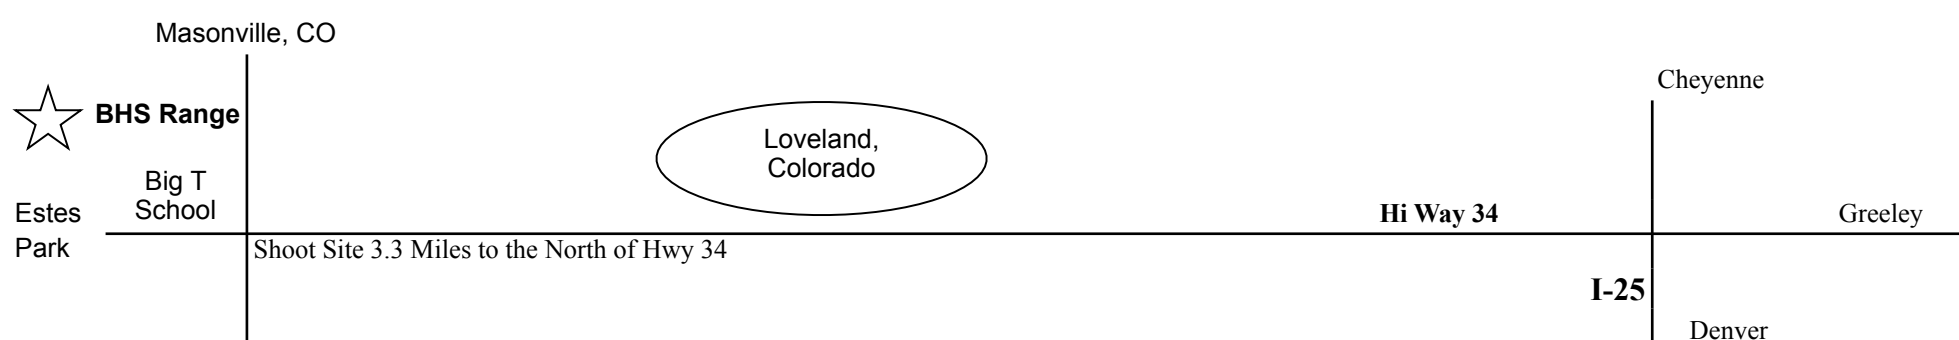 Masonville, CO
Cheyenne
BHS Range
Loveland,
Colorado
Big T
School
Estes
Park
Hi Way 34
Greeley
Shoot Site 3.3 Miles to the North of Hwy 34
I-25
Denver